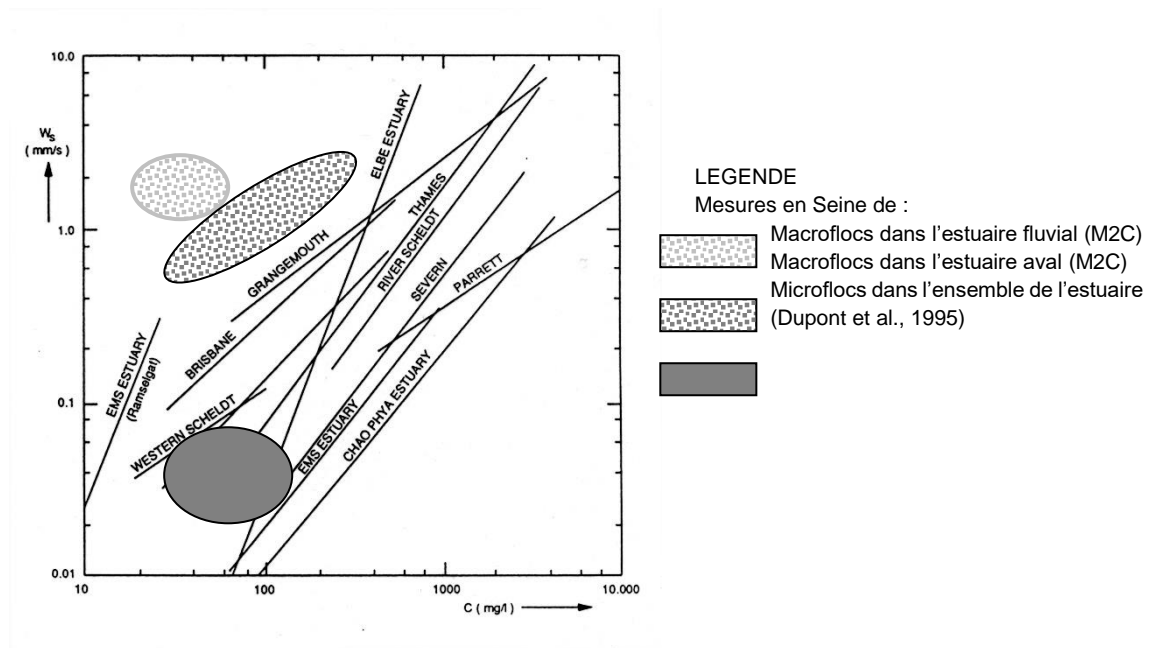 10.0
Ws
( mm/s )
1.0
0.1
0.01
10
100
1000
10.000
C ( mg/l )
ELBE ESTUARY
THAMES
GRANGEMOUTH
RIVER SCHELDT
SEVERN
PARRETT
BRISBANE
EMS ESTUARY
(Ramselgat)
WESTERN SCHELDT
EMS ESTUARY
CHAO PHYA ESTUARY
LEGENDE
Mesures en Seine de :
Macroflocs dans l’estuaire fluvial (M2C)
Macroflocs dans l’estuaire aval (M2C)
Microflocs dans l’ensemble de l’estuaire
(Dupont et al., 1995)